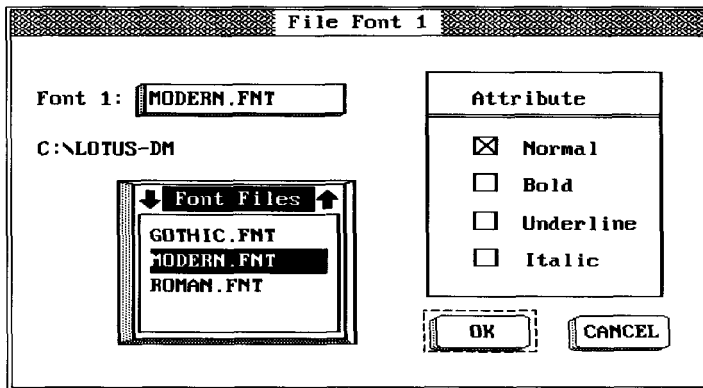 File Font 1
Font 1: MODERN.FNT
C:\LOTUS-DM
Font Files
GOTHIC.FNT
MODERN.FNT
ROMAN.FNT
Attribute
Normal
Bold
Underline
Italic
OK
CANCEL